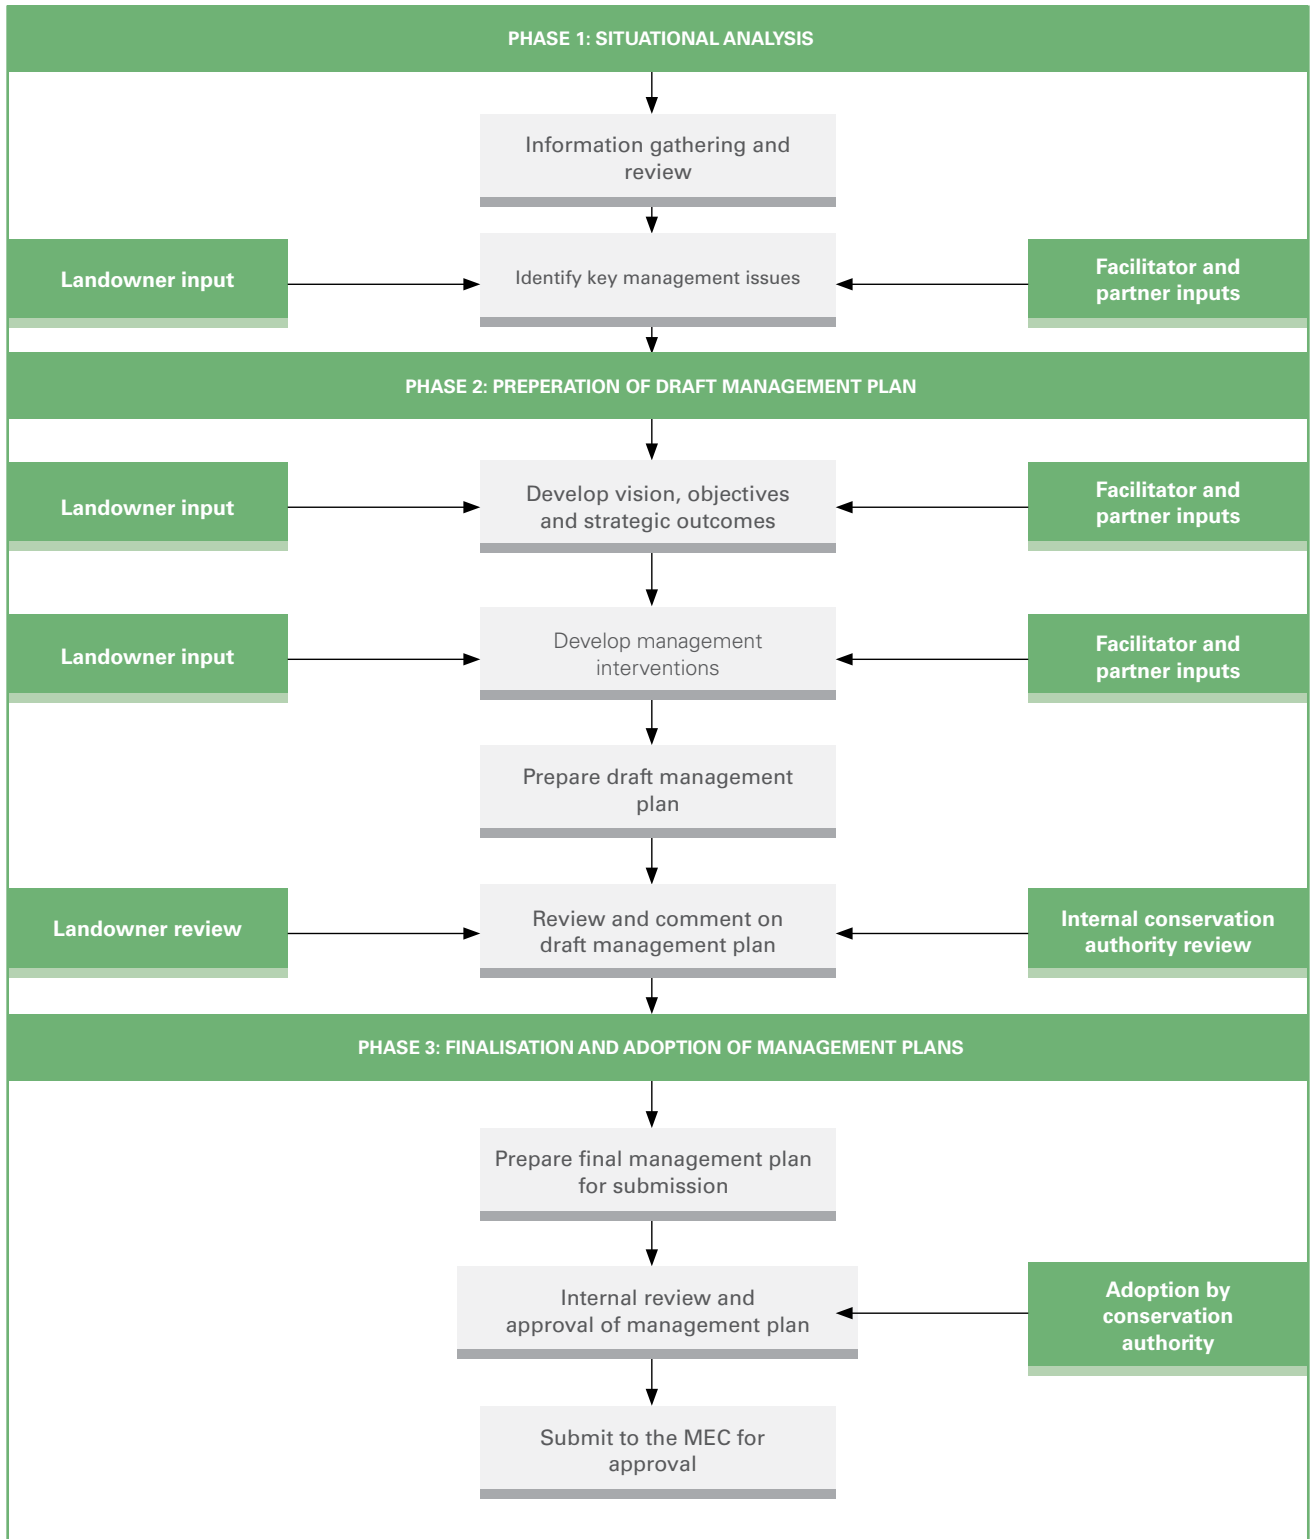 PHASE 1: SITUATIONAL ANALYSIS
Information gathering and
review
Landowner input
Identify key management issues
Facilitator and
partner inputs
PHASE 2: PREPERATION OF DRAFT MANAGEMENT PLAN
Landowner input
Develop vision, objectives
and strategic outcomes
Facilitator and
partner inputs
Landowner input
Develop management
interventions
Facilitator and
partner inputs
Prepare draft management
plan
Landowner review
Review and comment on
draft management plan
Internal conservation
authority review
PHASE 3: FINALISATION AND ADOPTION OF MANAGEMENT PLANS
Prepare final management plan
for submission
Internal review and
approval of management plan
Adoption by
conservation
authority
Submit to the MEC for
approval